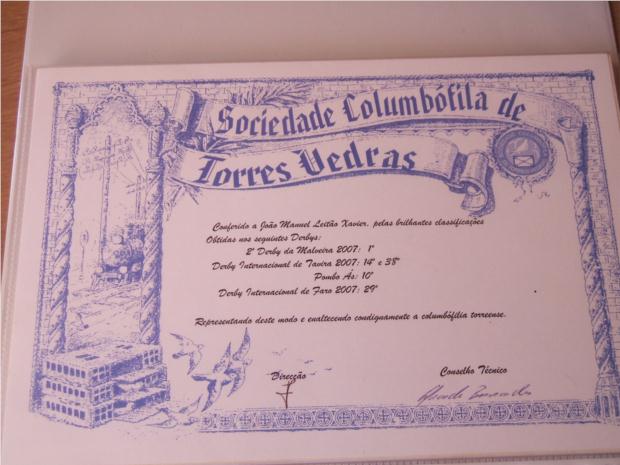 Sociedade Columbófila de
Torres Vedras
Conferido a João Manuel Leitão Xavier, pelas brilhantes classificações
Obtidas nos seguintes Derbys:
2º Derby da Malveira 2007: 1º
Derby Internacional de Tavira 2007: 14º e 38º
Pombo Ás: 10º
Derby Internacional de Faro 2007: 29º
Representando deste modo e enaltecendo condignamente a columbófilia torreense.
Direcção
Conselho Técnico